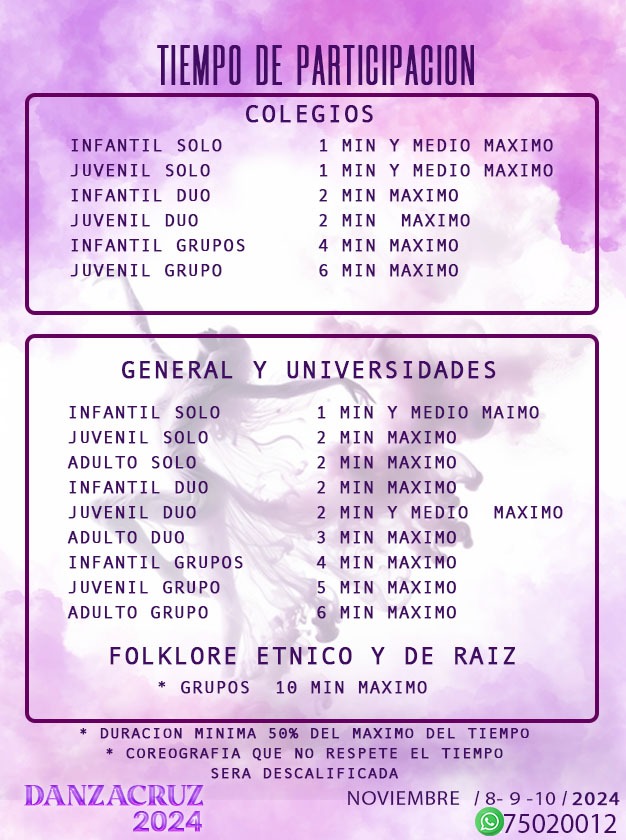 TIEMPO DE PARTICIPACION
COLEGIOS
INFANTIL SOLO 1 MIN Y MEDIO MAXIMO
JUVENIL SOLO 1 MIN Y MEDIO MAXIMO
INFANTIL DUO 2 MIN MAXIMO
JUVENIL DUO 2 MIN MAXIMO
INFANTIL GRUPOS 4 MIN MAXIMO
JUVENIL GRUPO 6 MIN MAXIMO
GENERAL Y UNIVERSIDADES
INFANTIL SOLO 1 MIN Y MEDIO MAIMO
JUVENIL SOLO 2 MIN MAXIMO
ADULTO SOLO 2 MIN MAXIMO
INFANTIL DUO 2 MIN MAXIMO
JUVENIL DUO 2 MIN Y MEDIO MAXIMO
ADULTO DUO 3 MIN MAXIMO
INFANTIL GRUPOS 4 MIN MAXIMO
JUVENIL GRUPO 5 MIN MAXIMO
ADULTO GRUPO 6 MIN MAXIMO
FOLKLORE ETNICO Y DE RAIZ
* GRUPOS 10 MIN MAXIMO
* DURACION MINIMA 50% DEL MAXIMO DEL TIEMPO
* COREOGRAFIA QUE NO RESPETE EL TIEMPO
SERA DESCALIFICADA
DANZACRUZ
2024
NOVIEMBRE / 8- 9 -10 / 2024
75020012